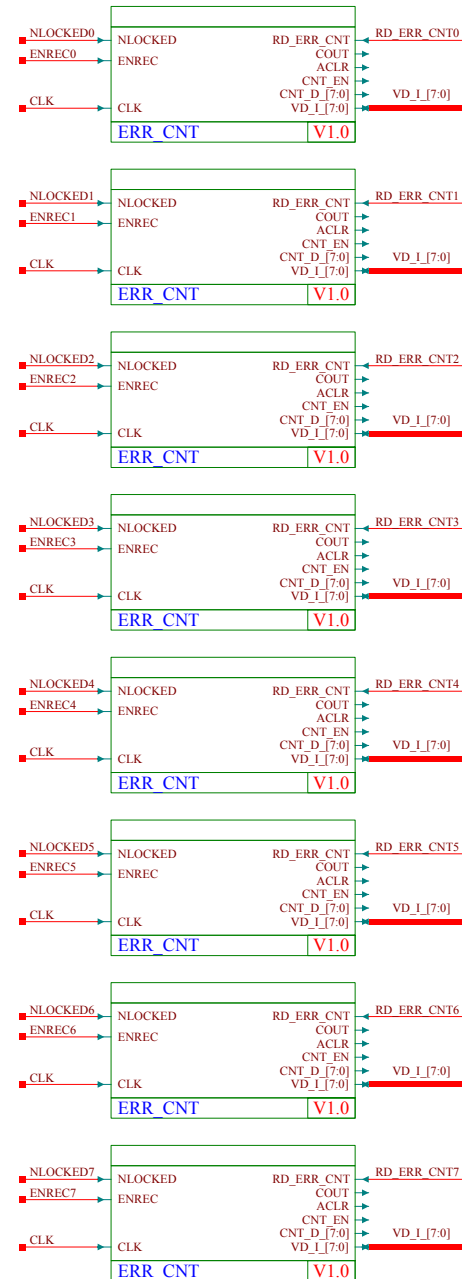 NLOCKED0 NLOCKED RD_ERR_CNT RD_ERR_CNT0
ENREC0 ENREC COUT
ACLR
CNT_EN
CNT_D_[7:0]
CLK CLK VD_I_[7:0] VD_I_[7:0]
ERR_CNT V1.0
NLOCKED1 NLOCKED RD_ERR_CNT RD_ERR_CNT1
ENREC1 ENREC COUT
ACLR
CNT_EN
CNT_D_[7:0]
CLK CLK VD_I_[7:0] VD_I_[7:0]
ERR_CNT V1.0
NLOCKED2 NLOCKED RD_ERR_CNT RD_ERR_CNT2
ENREC2 ENREC COUT
ACLR
CNT_EN
CNT_D_[7:0]
CLK CLK VD_I_[7:0] VD_I_[7:0]
ERR_CNT V1.0
NLOCKED3 NLOCKED RD_ERR_CNT RD_ERR_CNT3
ENREC3 ENREC COUT
ACLR
CNT_EN
CNT_D_[7:0]
CLK CLK VD_I_[7:0] VD_I_[7:0]
ERR_CNT V1.0
NLOCKED4 NLOCKED RD_ERR_CNT RD_ERR_CNT4
ENREC4 ENREC COUT
ACLR
CNT_EN
CNT_D_[7:0]
CLK CLK VD_I_[7:0] VD_I_[7:0]
ERR_CNT V1.0
NLOCKED5 NLOCKED RD_ERR_CNT RD_ERR_CNT5
ENREC5 ENREC COUT
ACLR
CNT_EN
CNT_D_[7:0]
CLK CLK VD_I_[7:0] VD_I_[7:0]
ERR_CNT V1.0
NLOCKED6 NLOCKED RD_ERR_CNT RD_ERR_CNT6
ENREC6 ENREC COUT
ACLR
CNT_EN
CNT_D_[7:0]
CLK CLK VD_I_[7:0] VD_I_[7:0]
ERR_CNT V1.0
NLOCKED7 NLOCKED RD_ERR_CNT RD_ERR_CNT7
ENREC7 ENREC COUT
ACLR
CNT_EN
CNT_D_[7:0]
CLK CLK VD_I_[7:0] VD_I_[7:0]
ERR_CNT V1.0